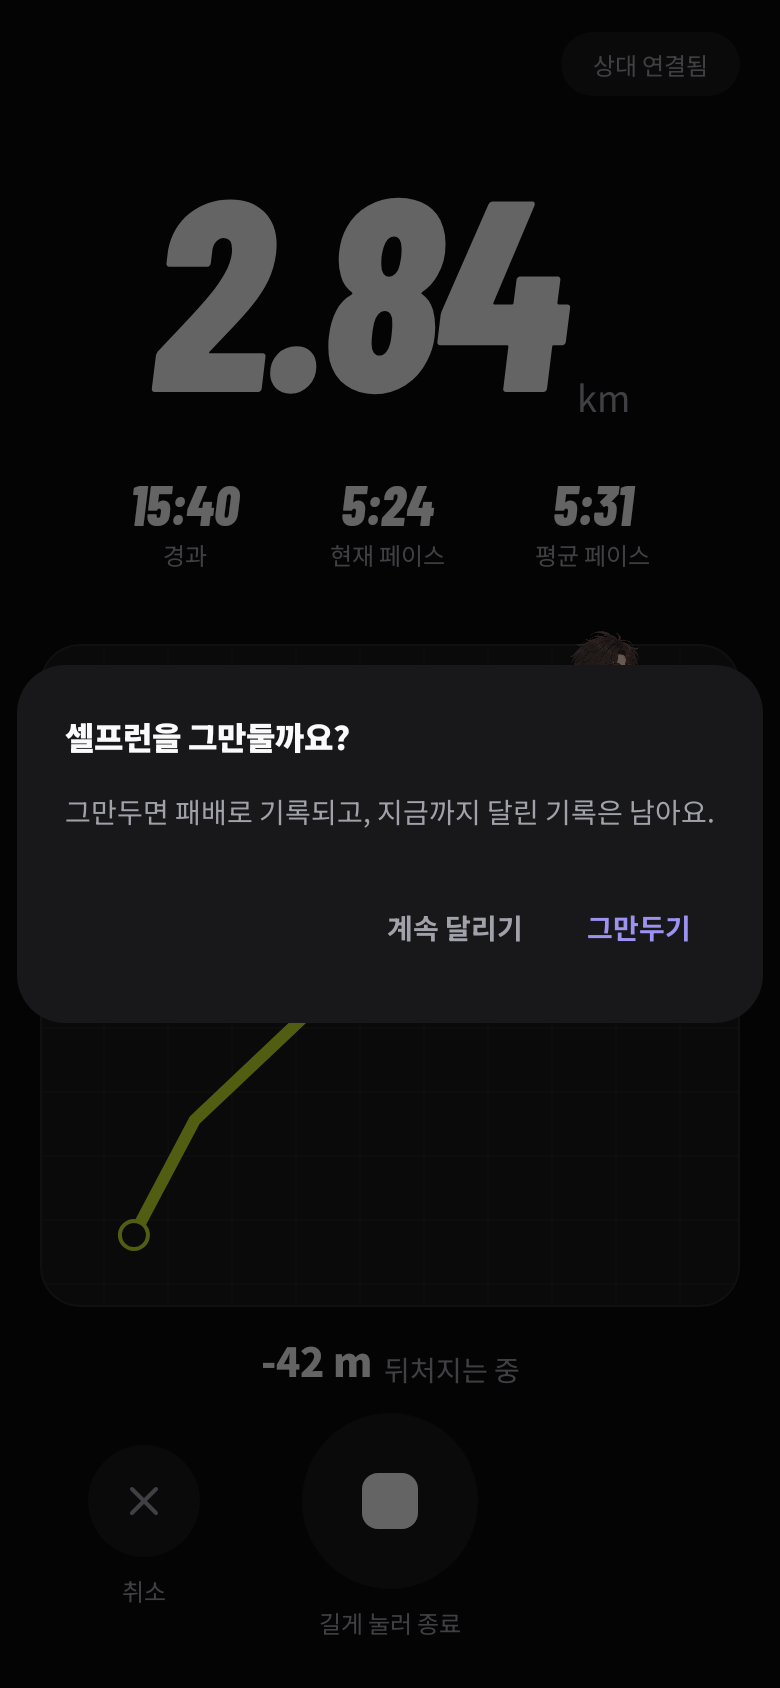 상대 연결됨
2.84 km
15:40 5:24 5:31
경과 현재 페이스 평균 페이스
셀프런을 그만둘까요?
그만두면 패배로 기록되고, 지금까지 달린 기록은 남아요.
계속 달리기 그만두기
-42 m 뒤처지는 중
취소
길게 눌러 종료